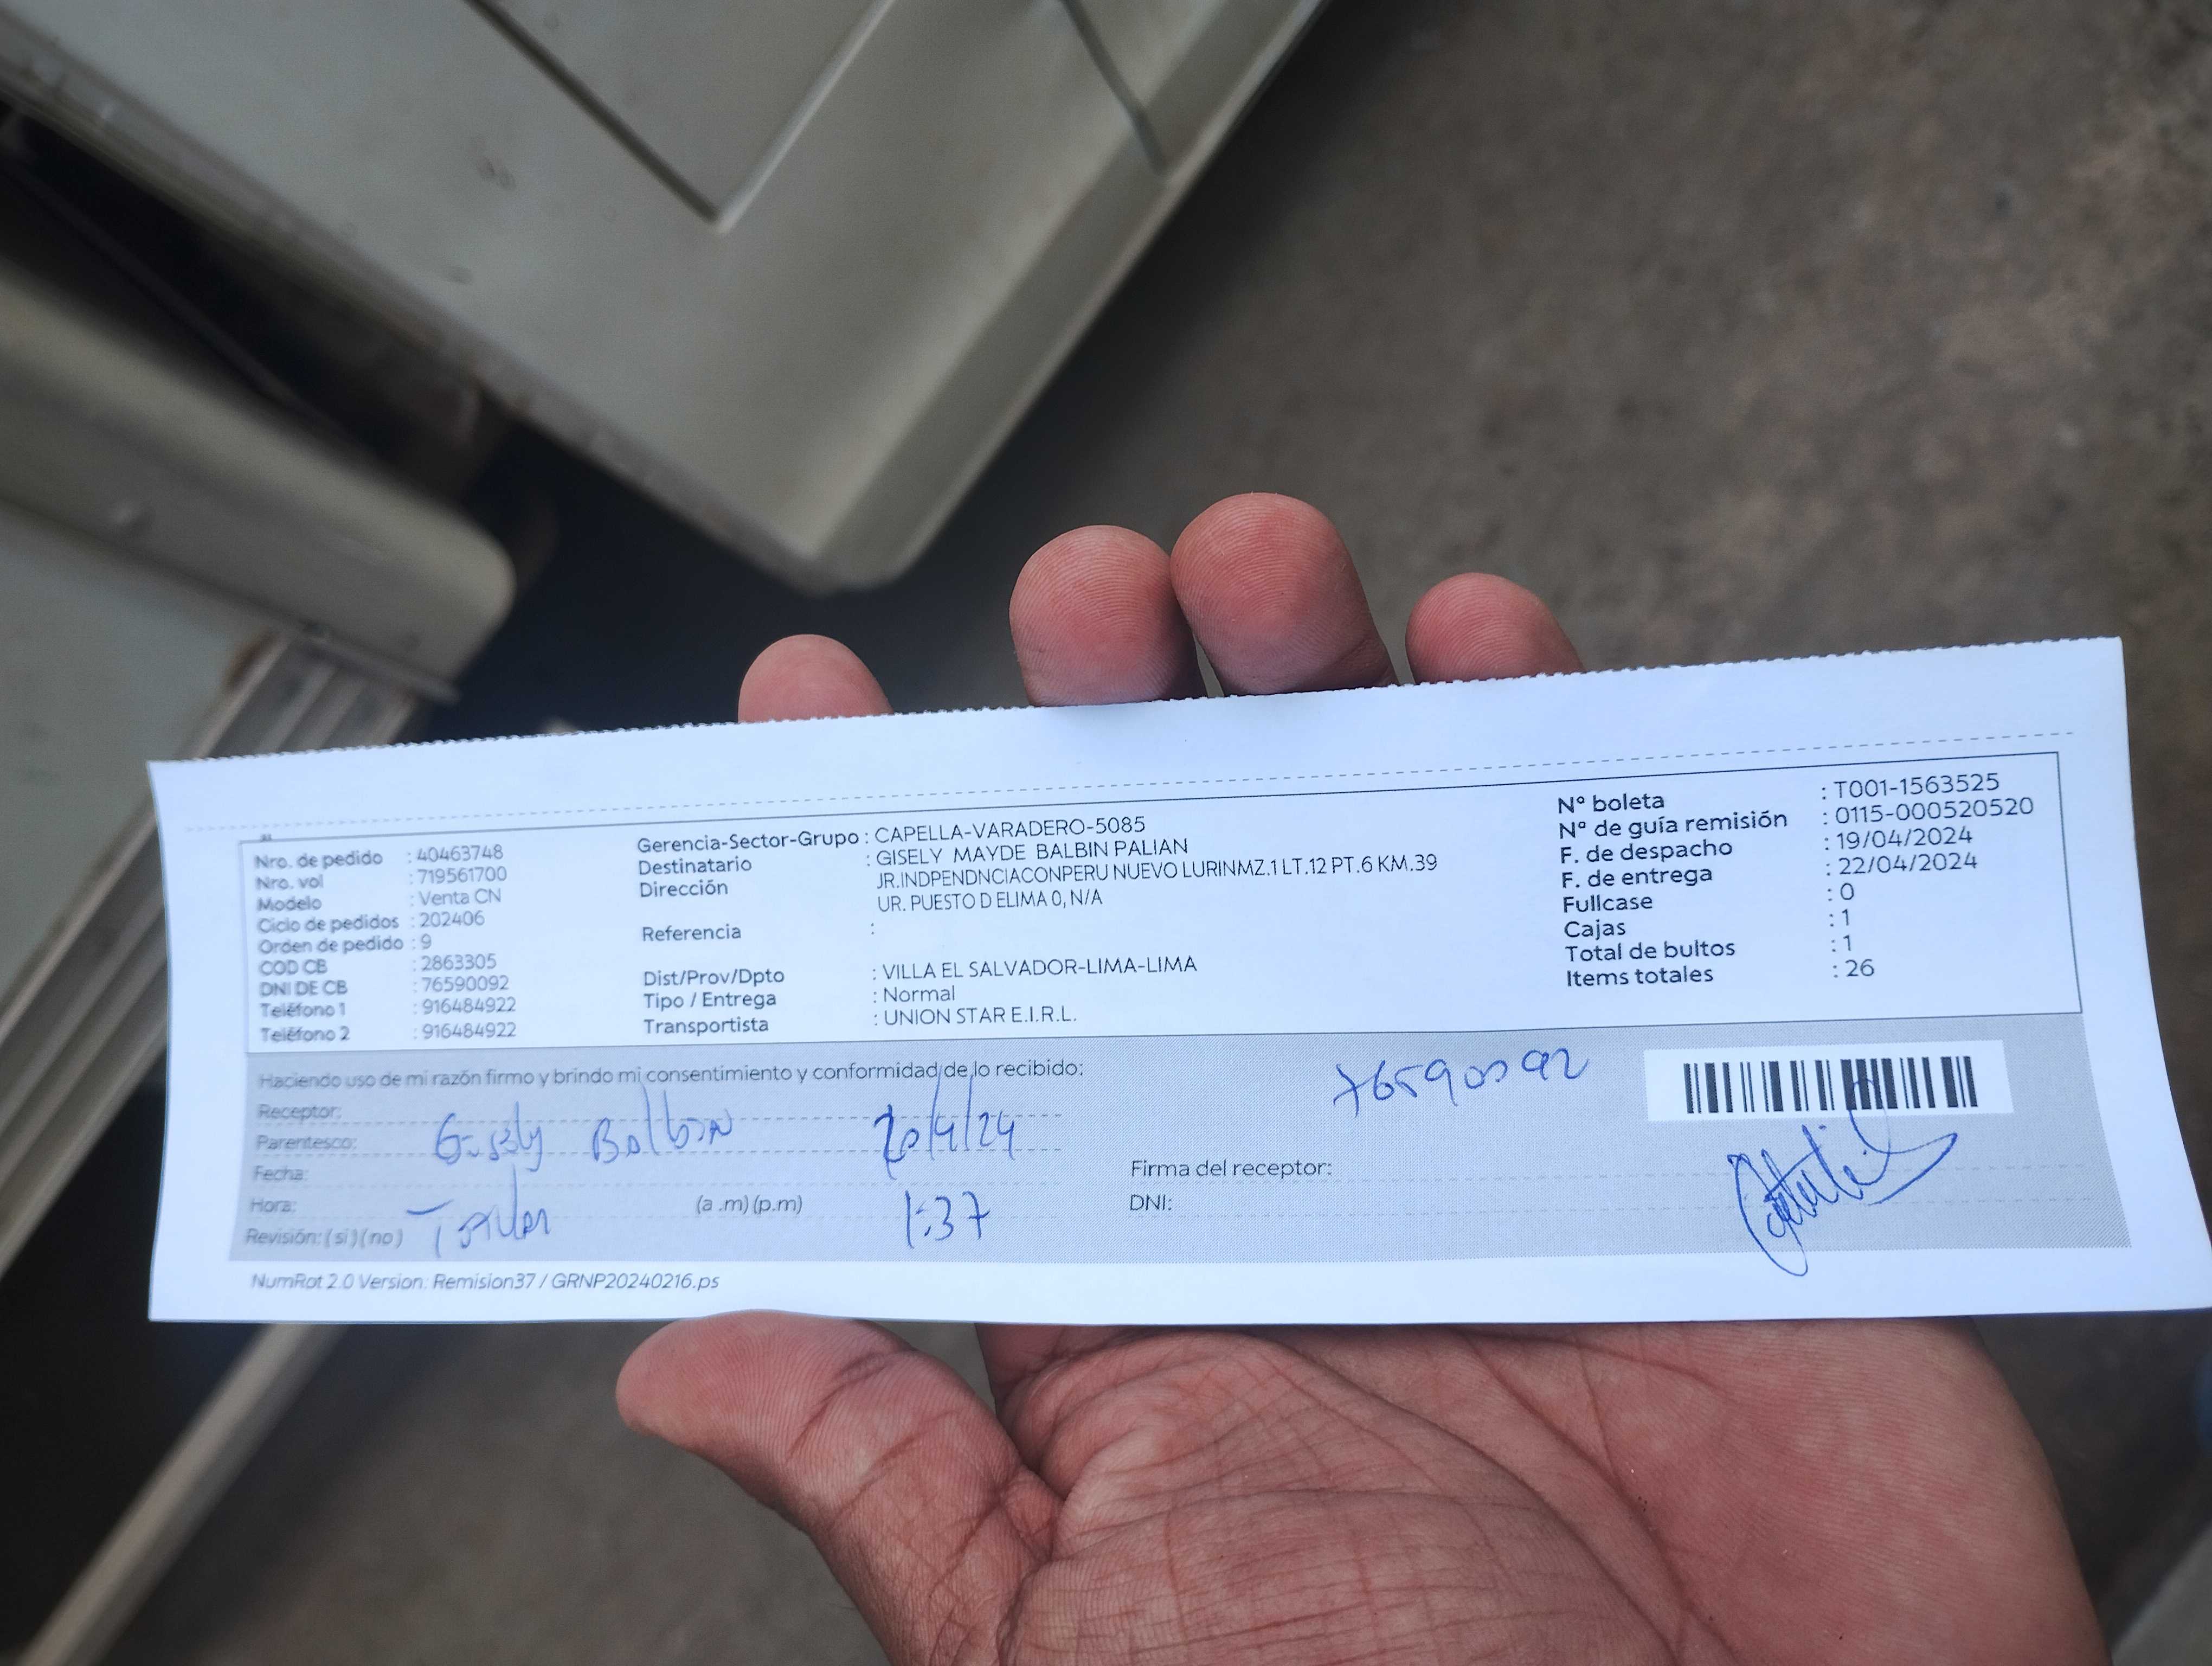 Nro. de pedido : 40463748
Nro. vol : 719561700
Modelo : Venta CN
Ciclo de pedidos : 202406
Orden de pedido : 9
COD CB : 2863305
DNI DE CB : 76590092
Teléfono 1 : 916484922
Teléfono 2 : 916484922
Gerencia-Sector-Grupo : CAPELLA-VARADERO-5085
Destinatario : GISELY MAYDE BALBIN PALIAN
Dirección JR.INDPENDNCIACONPERU NUEVO LURINMZ.1 LT.12 PT.6 KM.39
UR. PUESTO D ELIMA 0, N/A
Referencia :
Dist/Prov/Dpto : VILLA EL SALVADOR-LIMA-LIMA
Tipo / Entrega : Normal
Transportista : UNION STAR E.I.R.L.
Nº boleta : T001-1563525
Nº de guía remisión : 0115-000520520
F. de despacho : 19/04/2024
F. de entrega : 22/04/2024
Fullcase : 0
Cajas : 1
Total de bultos : 1
Items totales : 26
Haciendo uso de mi razón firmo y brindo mi consentimiento y conformidad de lo recibido:
76590092
Receptor:
Parentesco: Gisely Balbin 20/4/24
Fecha:
Hora: (a .m) (p.m) 1:37
Revisión: ( si ) ( no ) Titular
Firma del receptor:
DNI:
NumRot 2.0 Version: Remision37 / GRNP20240216.ps